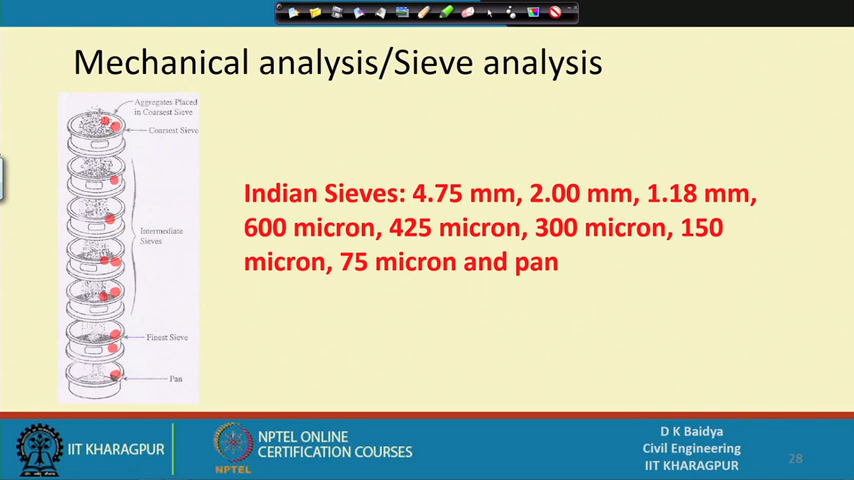 Mechanical analysis/Sieve analysis
Aggregates Placed
in Coarsest Sieve
Coarsest Sieve
Intermediate
Sieves
Finest Sieve
Pan
Indian Sieves: 4.75 mm, 2.00 mm, 1.18 mm,
600 micron, 425 micron, 300 micron, 150
micron, 75 micron and pan
IIT KHARAGPUR
NPTEL
NPTEL ONLINE
CERTIFICATION COURSES
D K Baidya
Civil Engineering
IIT KHARAGPUR
28